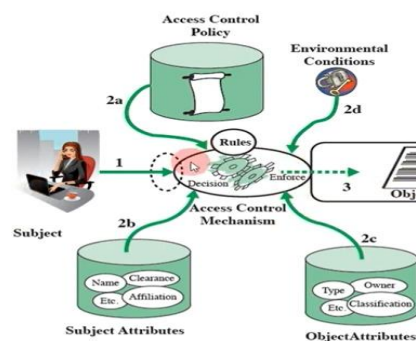 Access Control
Policy
Environmental
Conditions
2a
2d
Rules
1
Decision
Enforce
3
Access Control
Mechanism
Subject
2b
2c
Name
Clearance
Etc.
Affiliation
Type
Owner
Etc.
Classification
Subject Attributes
ObjectAttributes